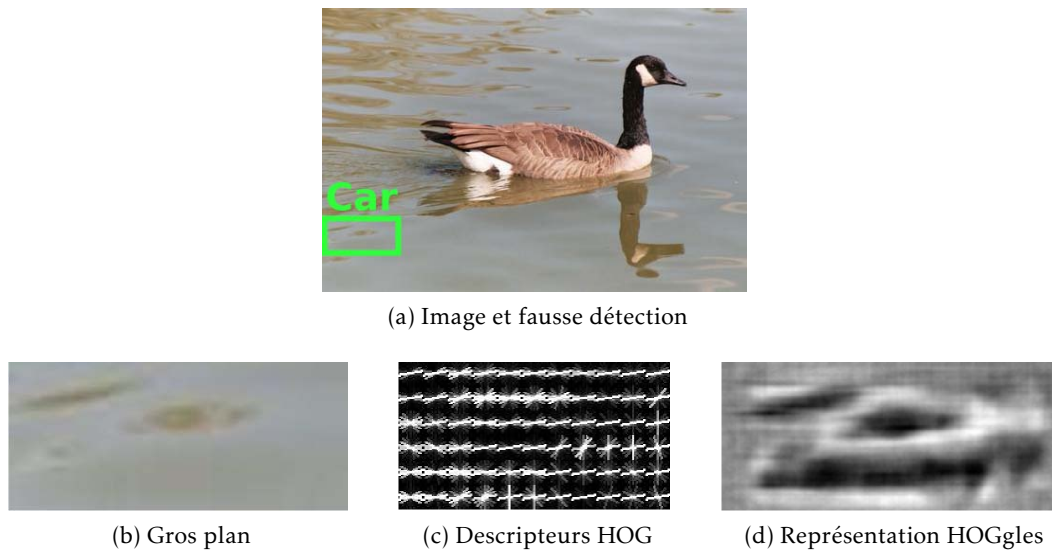 Car
(a) Image et fausse détection
(b) Gros plan
(c) Descripteurs HOG
(d) Représentation HOGgles